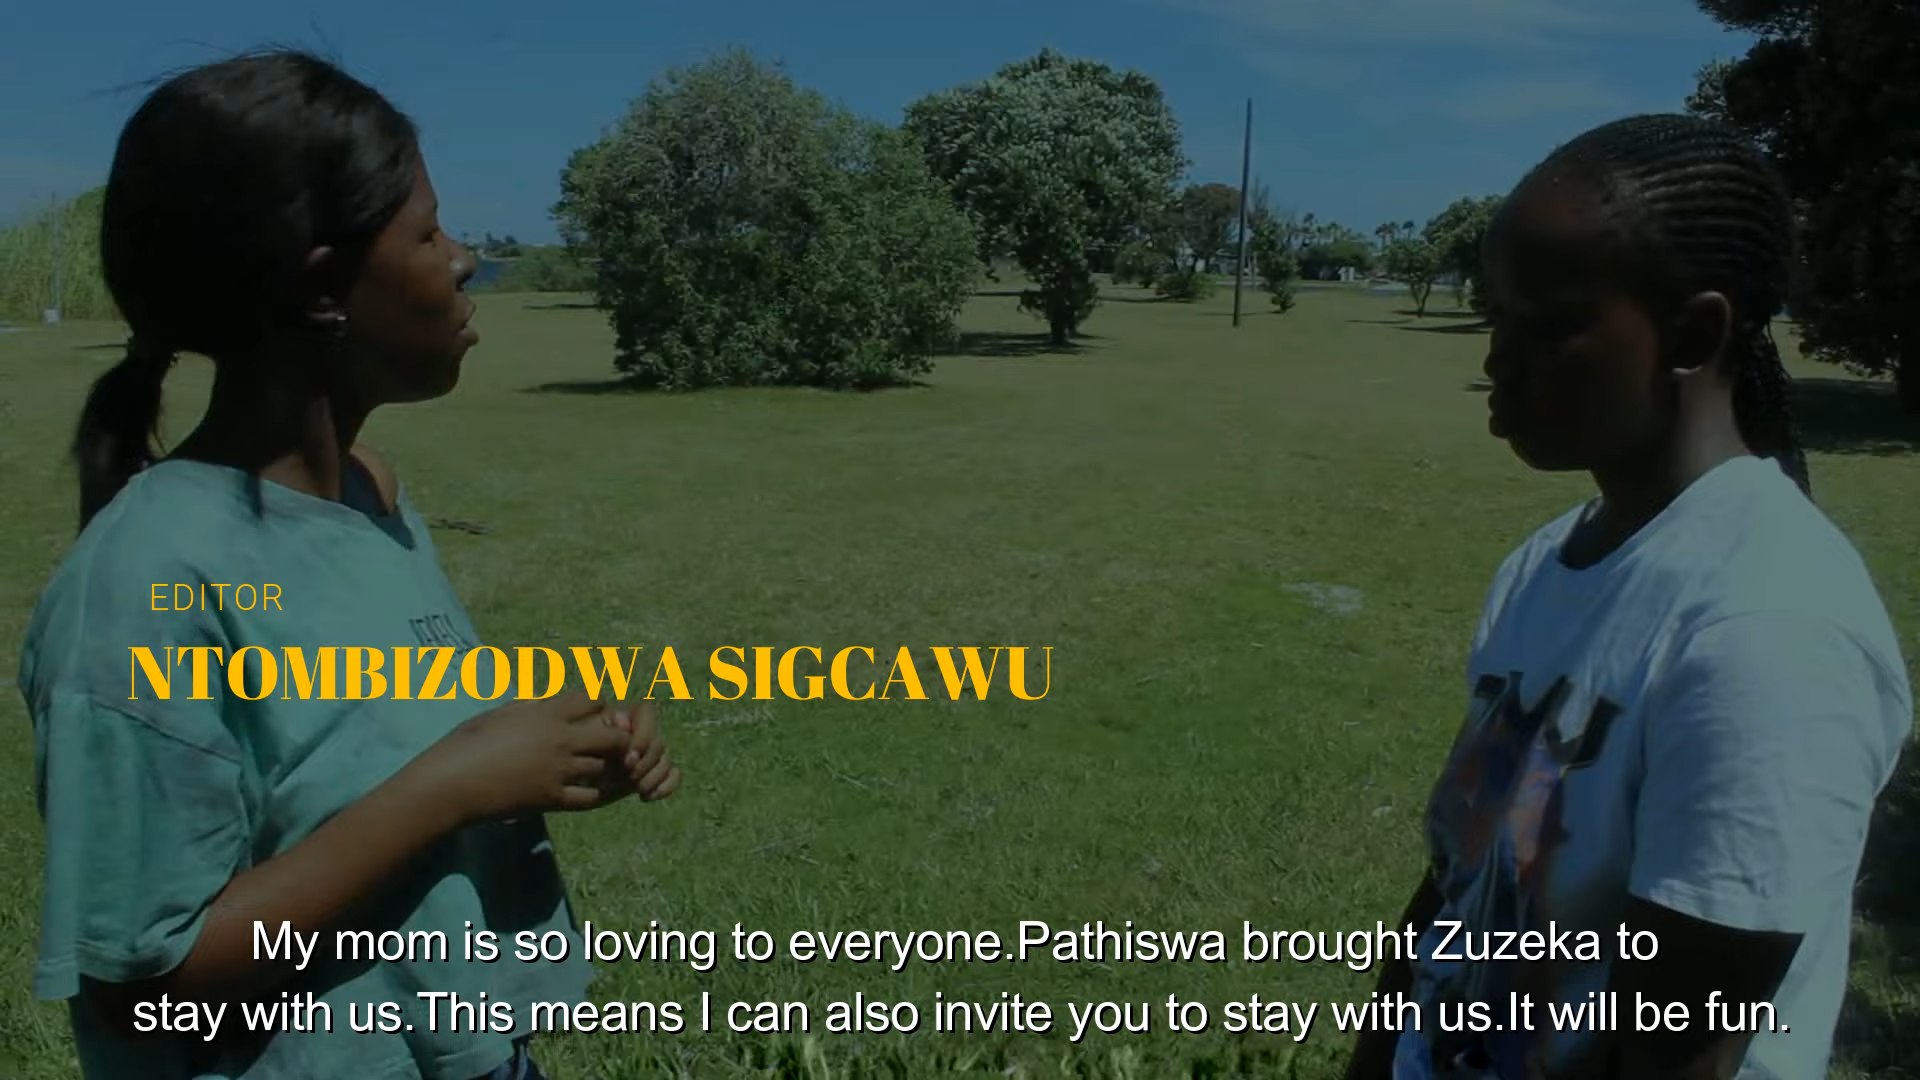 EDITOR
NTOMBIZODWA SIGCAWU
My mom is so loving to everyone.Pathiswa brought Zuzeka to
stay with us.This means I can also invite you to stay with us.It will be fun.